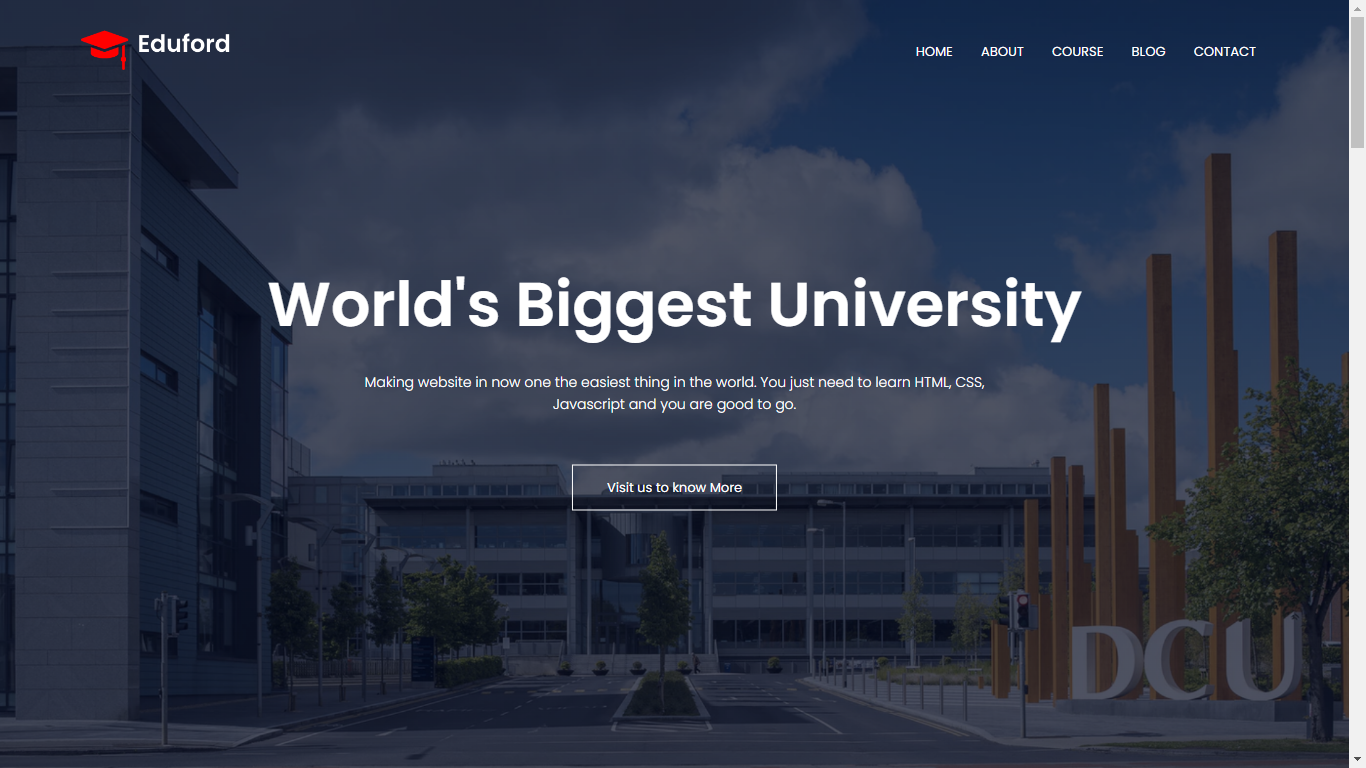 Eduford
HOME ABOUT COURSE BLOG CONTACT
World's Biggest University
Making website in now one the easiest thing in the world. You just need to learn HTML, CSS,
Javascript and you are good to go.
Visit us to know More
DCU